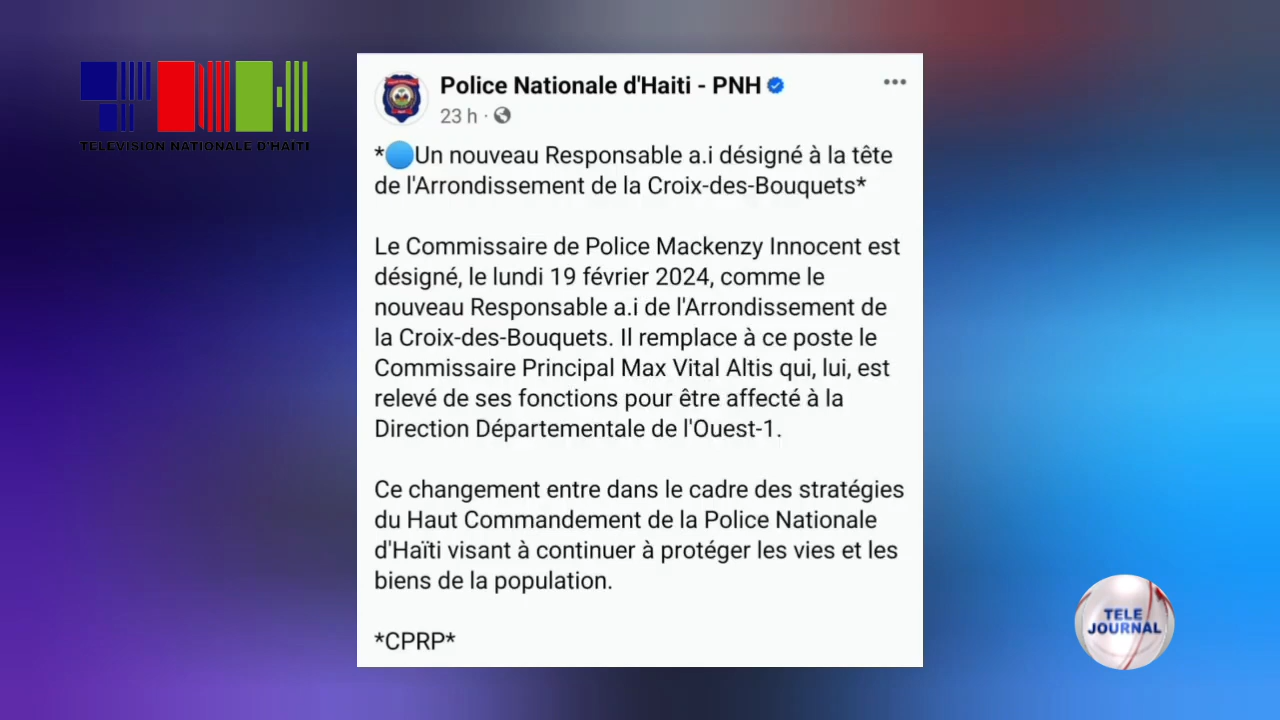 TELEVISION NATIONALE D'HAITI
Police Nationale d'Haiti - PNH
23 h ·
*🔵Un nouveau Responsable a.i désigné à la tête
de l'Arrondissement de la Croix-des-Bouquets*
Le Commissaire de Police Mackenzy Innocent est
désigné, le lundi 19 février 2024, comme le
nouveau Responsable a.i de l'Arrondissement de
la Croix-des-Bouquets. Il remplace à ce poste le
Commissaire Principal Max Vital Altis qui, lui, est
relevé de ses fonctions pour être affecté à la
Direction Départementale de l'Ouest-1.
Ce changement entre dans le cadre des stratégies
du Haut Commandement de la Police Nationale
d'Haïti visant à continuer à protéger les vies et les
biens de la population.
*CPRP*
TELE
JOURNAL